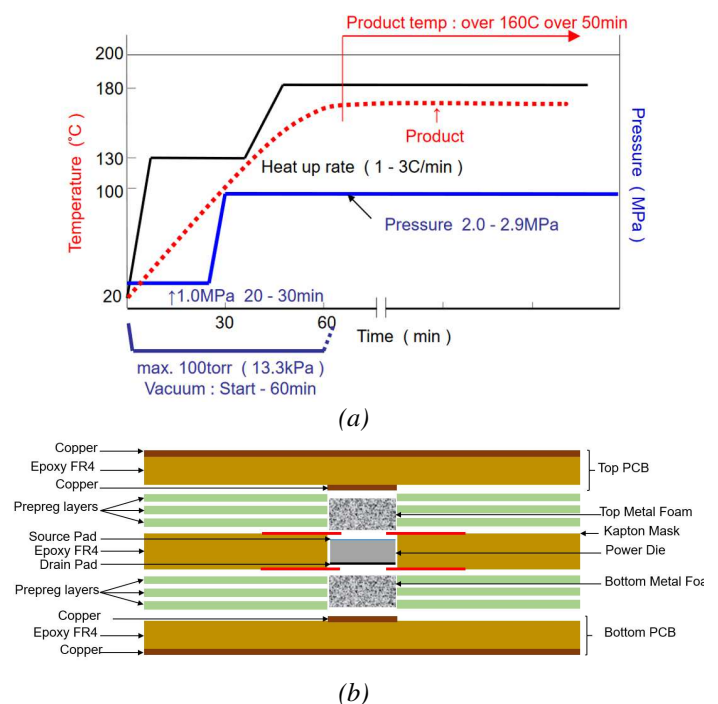 Product temp : over 160C over 50min
200
180
130
100
20
Temperature (°C)
Product
Heat up rate ( 1 - 3C/min )
Pressure 2.0 - 2.9MPa
↑1.0MPa 20 - 30min
Pressure ( MPa)
30
60
Time ( min)
max. 100torr ( 13.3kPa )
Vacuum : Start - 60min
(a)
Copper
Epoxy FR4
Copper
Top PCB
Prepreg layers
Top Metal Foam
Kapton Mask
Source Pad
Epoxy FR4
Power Die
Drain Pad
Prepreg layers
Bottom Metal Foa
Copper
Epoxy FR4
Bottom PCB
Copper
(b)